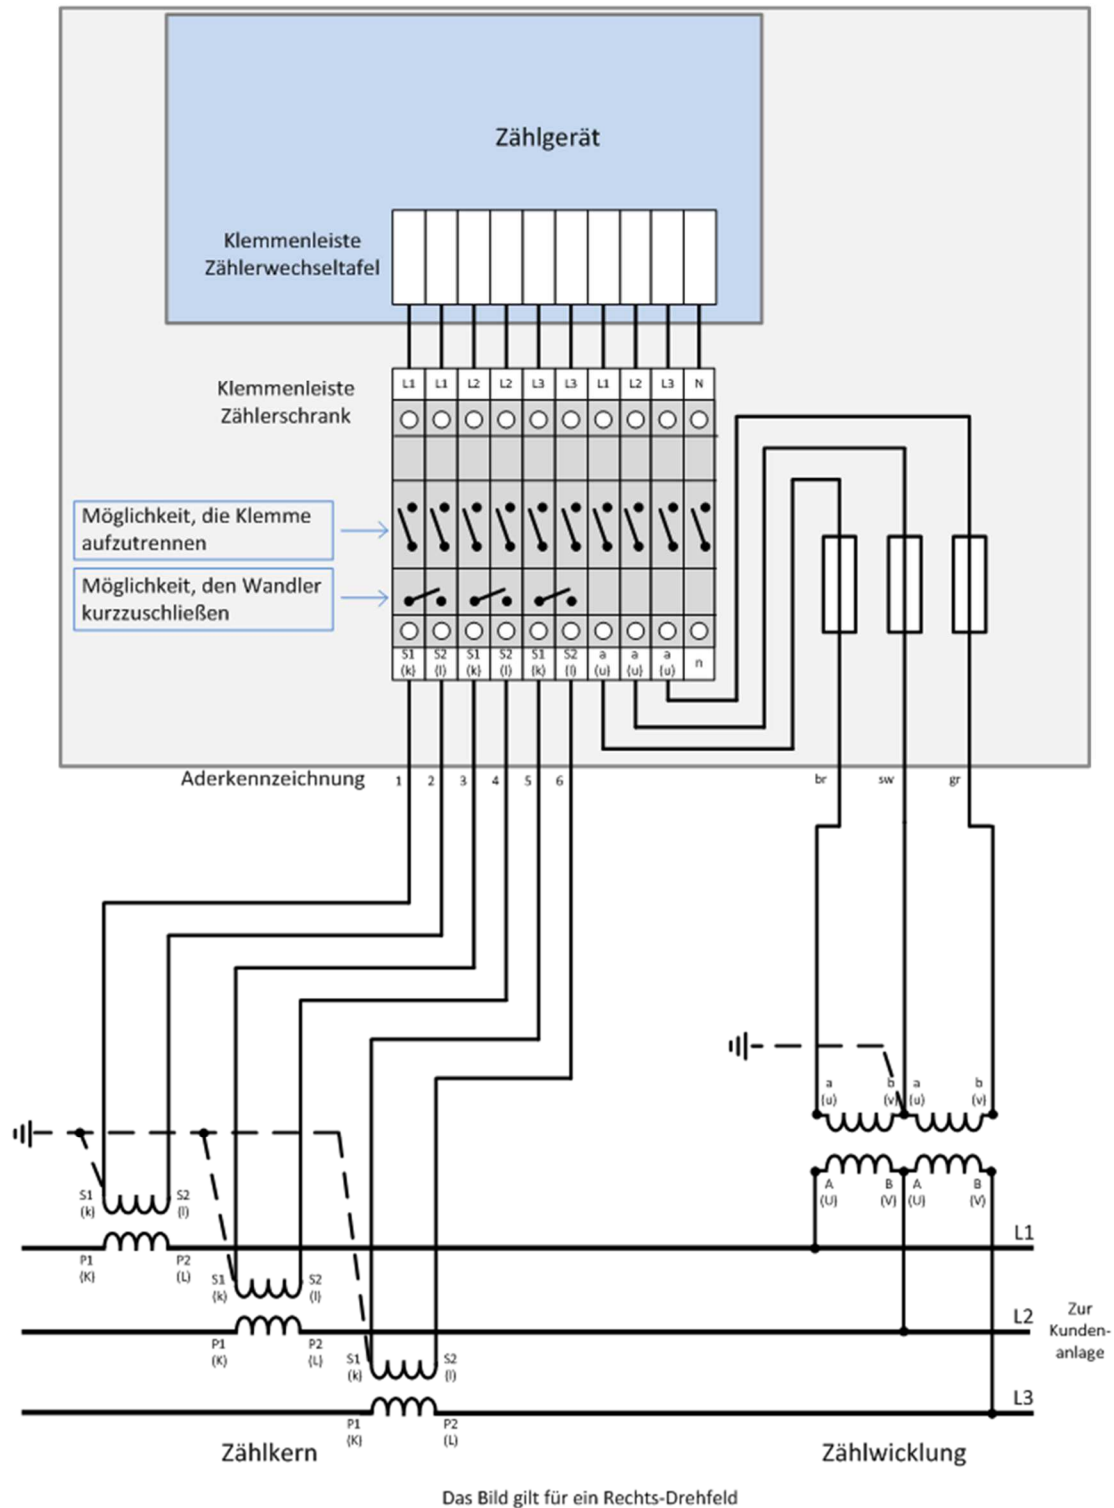 Zählgerät
Klemmenleiste
Zählerwechseltafel
Klemmenleiste
Zählerschrank
L1 L1 L2 L2 L3 L3 L1 L2 L3 N
Möglichkeit, die Klemme
aufzutrennen
Möglichkeit, den Wandler
kurzzuschließen
S1 S2 S1 S2 S1 S2 a a a n
(k) (l) (k) (l) (k) (l) (u) (u) (u)
Aderkennzeichnung 1 2 3 4 5 6 br sw gr
a b a b
(u) (v) (u) (v)
A B A B
(U) (V) (U) (V)
S1 S2
(k) (l)
P1 P2
(K) (L)
L1
S1 S2
(k) (l)
P1 P2
(K) (L)
L2
Zur
Kunden-
anlage
S1 S2
(k) (l)
P1 P2
(K) (L)
L3
Zählkern
Zählwicklung
Das Bild gilt für ein Rechts-Drehfeld